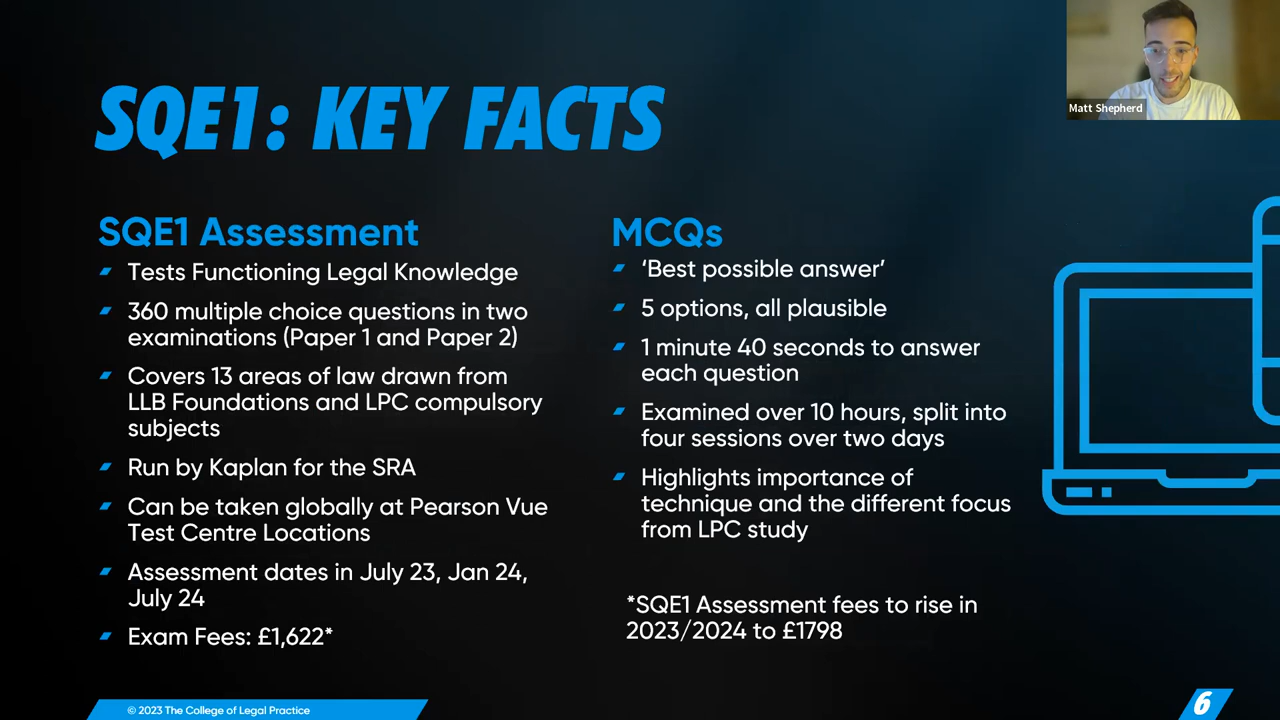 Matt Shepherd
SQE1: KEY FACTS
SQE1 Assessment
Tests Functioning Legal Knowledge
360 multiple choice questions in two
examinations (Paper 1 and Paper 2)
Covers 13 areas of law drawn from
LLB Foundations and LPC compulsory
subjects
Run by Kaplan for the SRA
Can be taken globally at Pearson Vue
Test Centre Locations
Assessment dates in July 23, Jan 24,
July 24
Exam Fees: £1,622*
MCQs
‘Best possible answer’
5 options, all plausible
1 minute 40 seconds to answer
each question
Examined over 10 hours, split into
four sessions over two days
Highlights importance of
technique and the different focus
from LPC study
*SQE1 Assessment fees to rise in
2023/2024 to £1798
© 2023 The College of Legal Practice
6